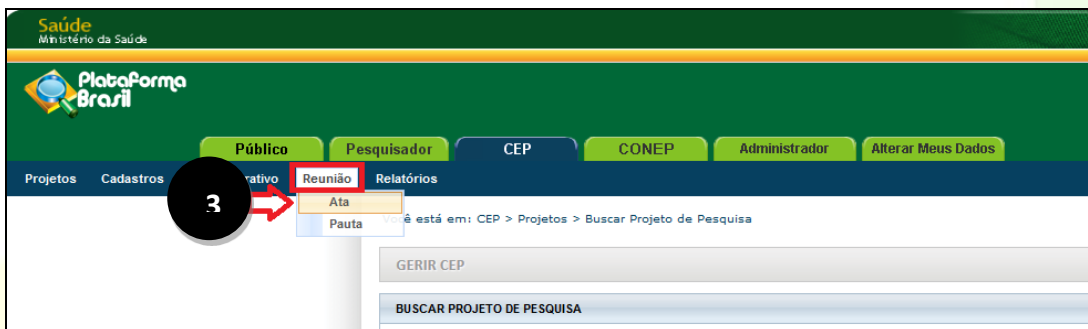 Saúde
Ministério da Saúde
Plataforma
Brasil
Público Pesquisador CEP CONEP Administrador Alterar Meus Dados
Projetos Cadastros Reunião Relatórios
3
Ata
Pauta
está em: CEP > Projetos > Buscar Projeto de Pesquisa
GERIR CEP
BUSCAR PROJETO DE PESQUISA